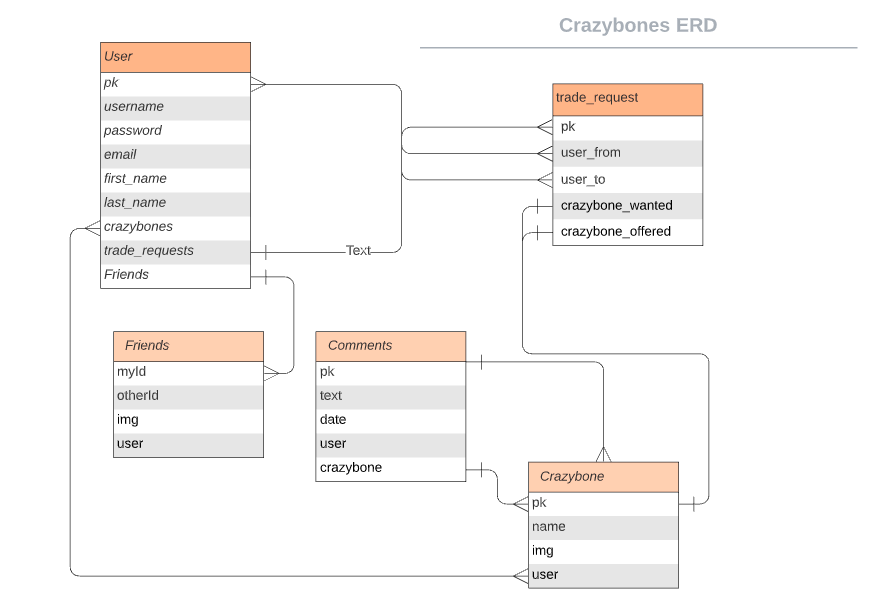 Crazybones ERD
User
pk
username
password
email
first_name
last_name
crazybones
trade_requests
Friends
Text
trade_request
pk
user_from
user_to
crazybone_wanted
crazybone_offered
Friends
myId
otherId
img
user
Comments
pk
text
date
user
crazybone
Crazybone
pk
name
img
user